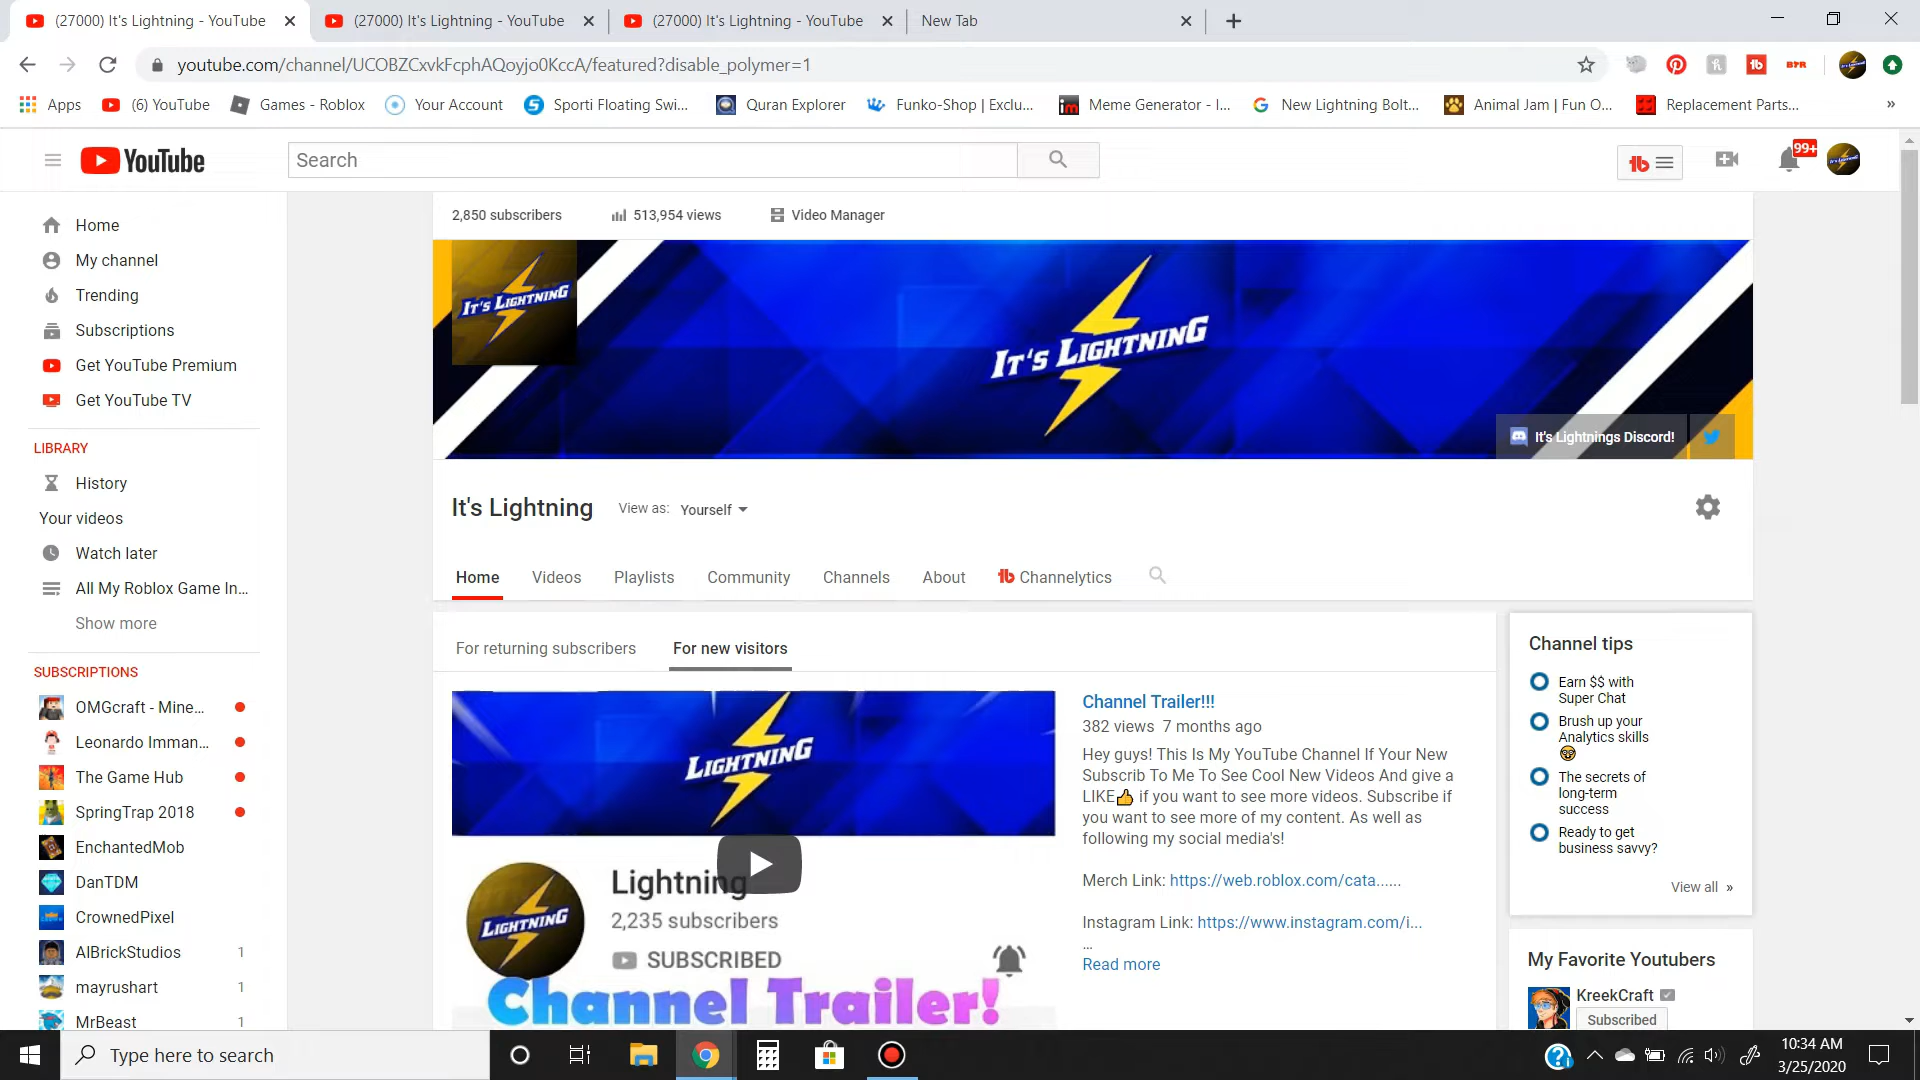 (27000) It's Lightning - YouTube
(27000) It's Lightning - YouTube
(27000) It's Lightning - YouTube
New Tab
youtube.com/channel/UCOBZCxvkFcphAQoyjo0KccA/featured?disable_polymer=1
Apps
(6) YouTube
Games - Roblox
Your Account
Sporti Floating Swi...
Quran Explorer
Funko-Shop | Exclu...
Meme Generator - I...
New Lightning Bolt...
Animal Jam | Fun O...
Replacement Parts...
»
YouTube
Search
99+
Home
My channel
Trending
Subscriptions
Get YouTube Premium
Get YouTube TV
LIBRARY
History
Your videos
Watch later
All My Roblox Game In...
Show more
SUBSCRIPTIONS
OMGcraft - Mine...
Leonardo Imman...
The Game Hub
SpringTrap 2018
EnchantedMob
DanTDM
CrownedPixel
AlBrickStudios 1
mayrushart 1
MrBeast 1
2,850 subscribers
513,954 views
Video Manager
IT'S LIGHTNING
IT'S LIGHTNING
It's Lightnings Discord!
It's Lightning
View as: Yourself
Home
Videos
Playlists
Community
Channels
About
Channelytics
For returning subscribers
For new visitors
LIGHTNING
LIGHTNING
Lightning
2,235 subscribers
SUBSCRIBED
Channel Trailer!
Channel Trailer!!!
382 views 7 months ago
Hey guys! This Is My YouTube Channel If Your New
Subscrib To Me To See Cool New Videos And give a
LIKE👍 if you want to see more videos. Subscribe if
you want to see more of my content. As well as
following my social media's!
Merch Link: https://web.roblox.com/cata......
Instagram Link: https://www.instagram.com/i...
...
Read more
Channel tips
Earn $$ with
Super Chat
Brush up your
Analytics skills
🤓
The secrets of
long-term
success
Ready to get
business savvy?
View all »
My Favorite Youtubers
KreekCraft
Subscribed
Type here to search
10:34 AM
3/25/2020